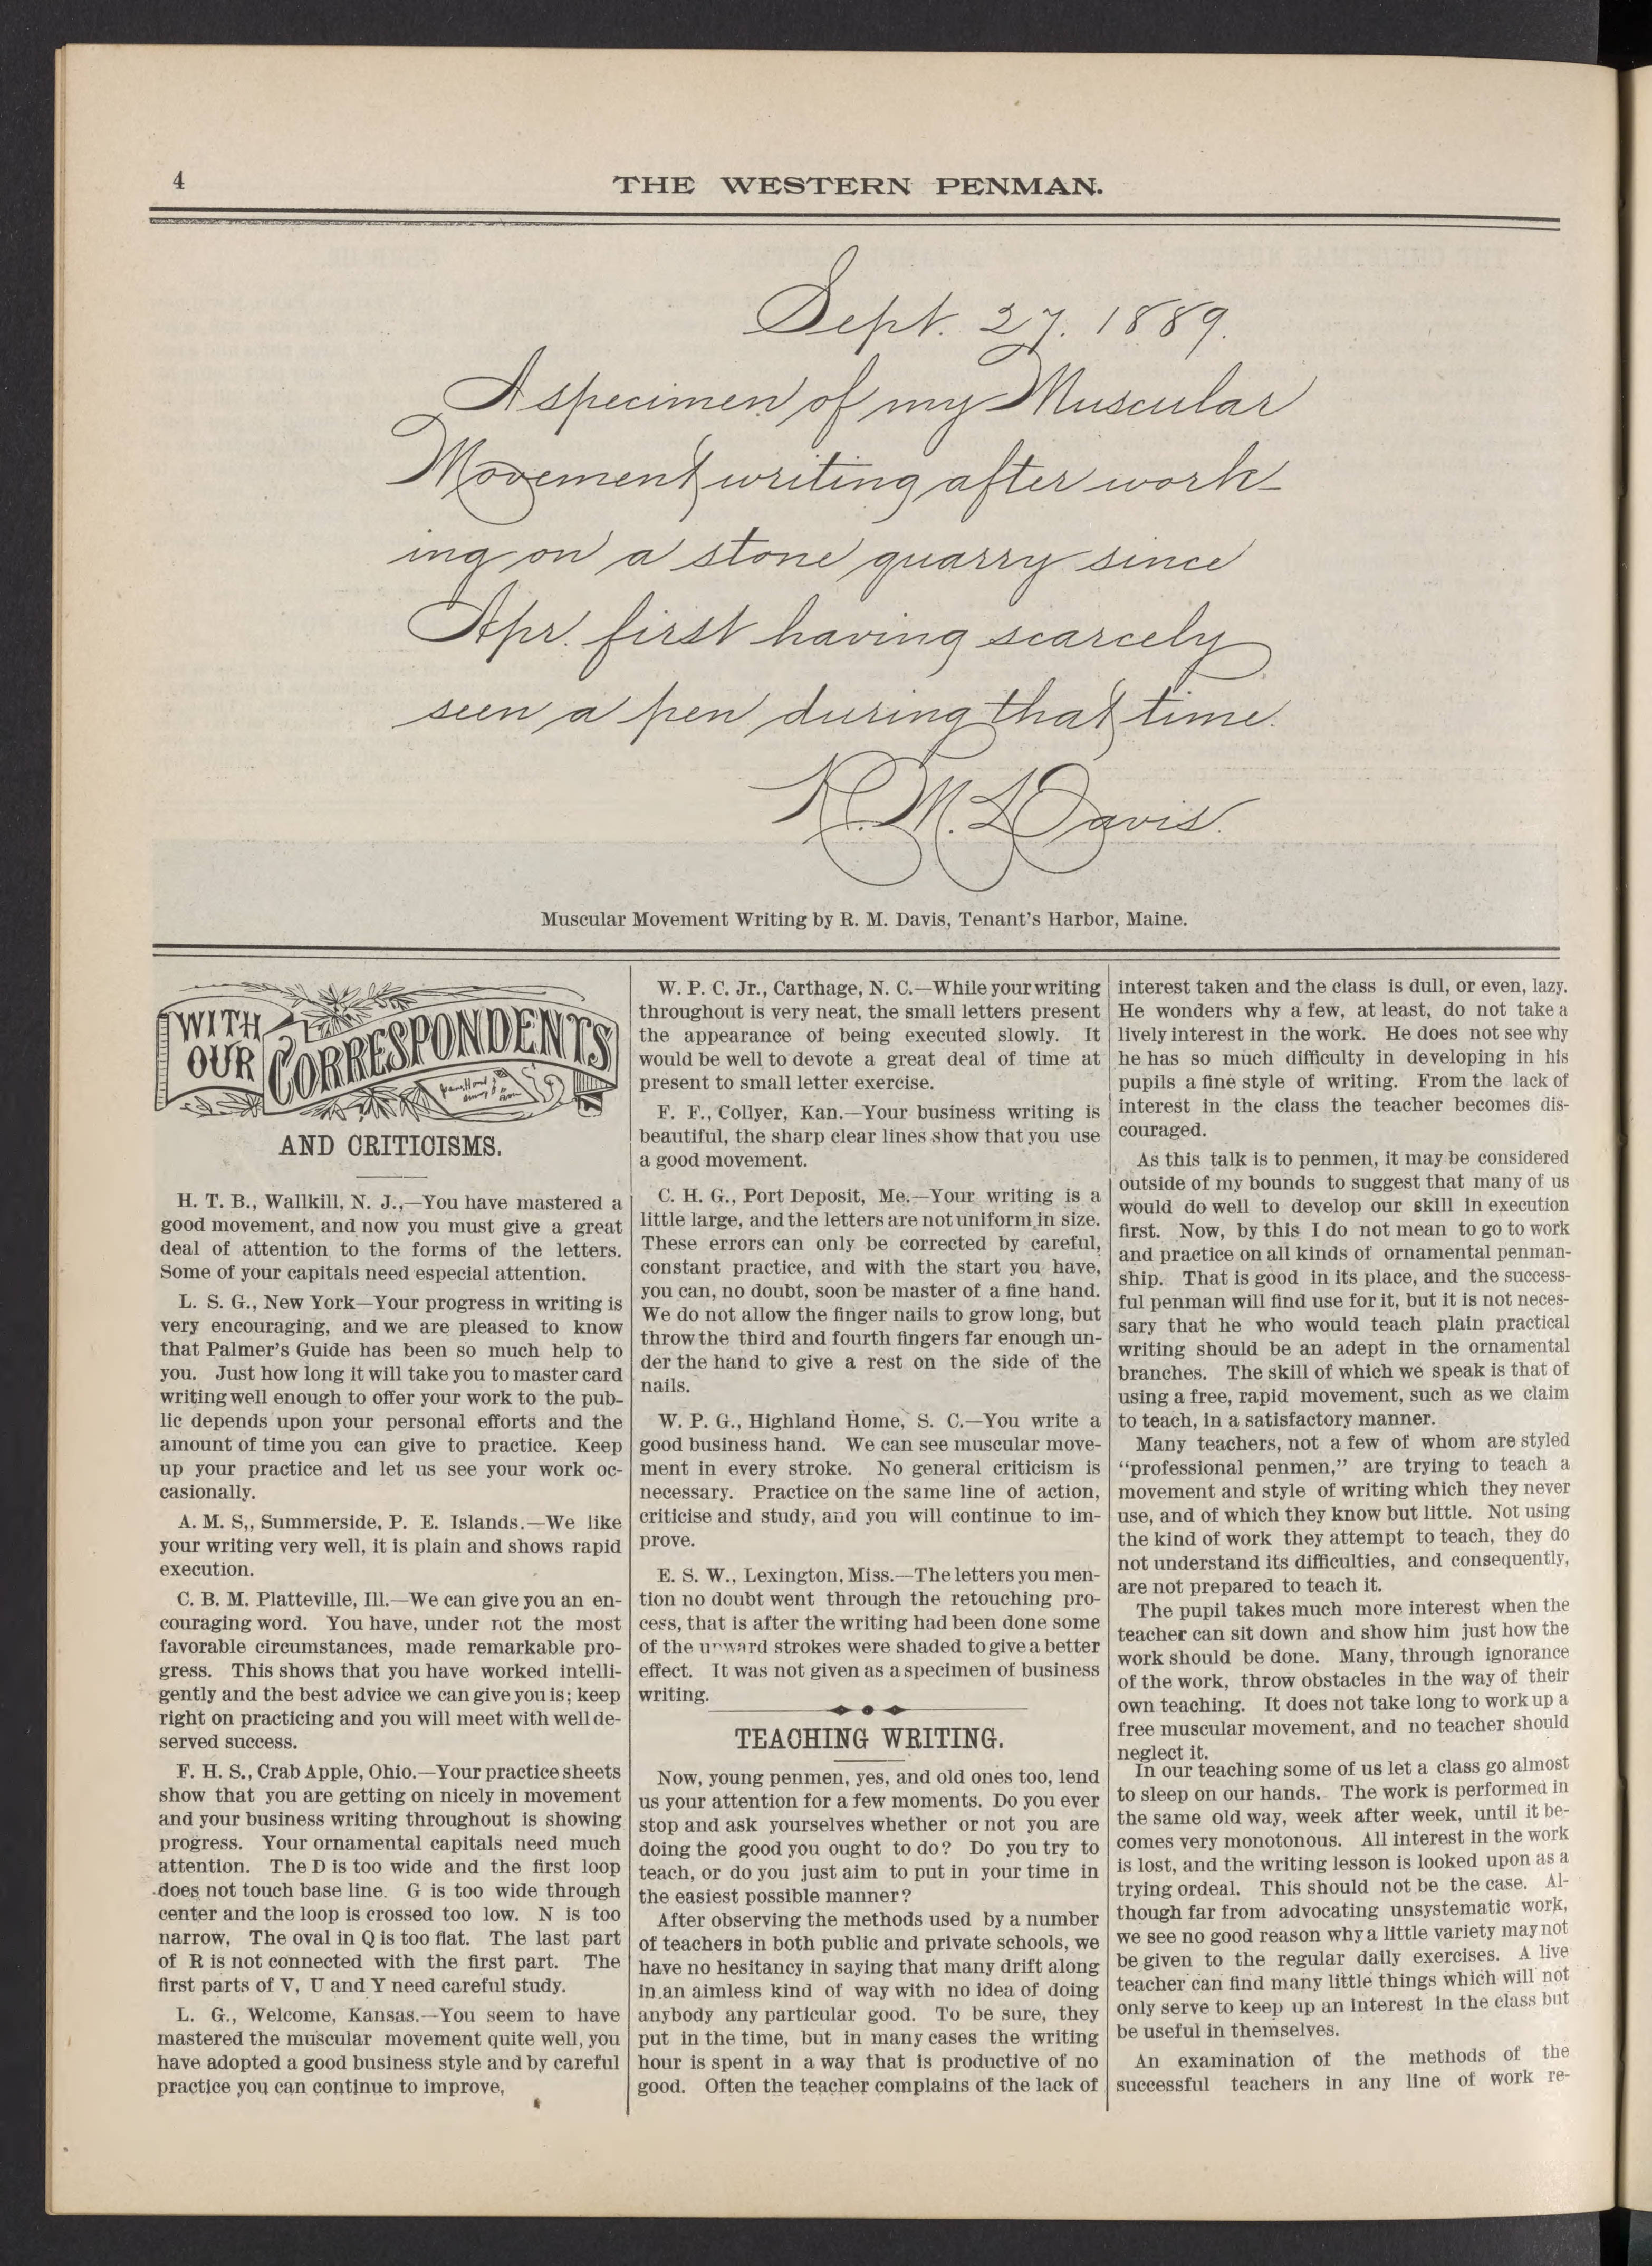 4
THE WESTERN PENMAN.
Sept. 27. 1889.
A specimen of my Muscular
Movement writing after work-
ing on a stone quarry since
Apr. first having scarcely
seen a pen during that time.
R. M. Davis.
Muscular Movement Writing by R. M. Davis, Tenant's Harbor, Maine.
WITH
OUR
CORRESPONDENTS
AND CRITICISMS.
H. T. B., Wallkill, N. J.,—You have mastered a
good movement, and now you must give a great
deal of attention to the forms of the letters.
Some of your capitals need especial attention.
L. S. G., New York—Your progress in writing is
very encouraging, and we are pleased to know
that Palmer's Guide has been so much help to
you. Just how long it will take you to master card
writing well enough to offer your work to the pub-
lic depends upon your personal efforts and the
amount of time you can give to practice. Keep
up your practice and let us see your work oc-
casionally.
A. M. S,, Summerside, P. E. Islands.—We like
your writing very well, it is plain and shows rapid
execution.
C. B. M. Platteville, Ill.—We can give you an en-
couraging word. You have, under not the most
favorable circumstances, made remarkable pro-
gress. This shows that you have worked intelli-
gently and the best advice we can give you is; keep
right on practicing and you will meet with well de-
served success.
F. H. S., Crab Apple, Ohio.—Your practice sheets
show that you are getting on nicely in movement
and your business writing throughout is showing
progress. Your ornamental capitals need much
attention. The D is too wide and the first loop
does not touch base line. G is too wide through
center and the loop is crossed too low. N is too
narrow, The oval in Q is too flat. The last part
of R is not connected with the first part. The
first parts of V, U and Y need careful study.
L. G., Welcome, Kansas.—You seem to have
mastered the muscular movement quite well, you
have adopted a good business style and by careful
practice you can continue to improve,
W. P. C. Jr., Carthage, N. C.—While your writing
throughout is very neat, the small letters present
the appearance of being executed slowly. It
would be well to devote a great deal of time at
present to small letter exercise.
F. F., Collyer, Kan.—Your business writing is
beautiful, the sharp clear lines show that you use
a good movement.
C. H. G., Port Deposit, Me.—Your writing is a
little large, and the letters are not uniform in size.
These errors can only be corrected by careful,
constant practice, and with the start you have,
you can, no doubt, soon be master of a fine hand.
We do not allow the finger nails to grow long, but
throw the third and fourth fingers far enough un-
der the hand to give a rest on the side of the
nails.
W. P. G., Highland Home, S. C.—You write a
good business hand. We can see muscular move-
ment in every stroke. No general criticism is
necessary. Practice on the same line of action,
criticise and study, and you will continue to im-
prove.
E. S. W., Lexington, Miss.—The letters you men-
tion no doubt went through the retouching pro-
cess, that is after the writing had been done some
of the upward strokes were shaded to give a better
effect. It was not given as a specimen of business
writing.
TEACHING WRITING.
Now, young penmen, yes, and old ones too, lend
us your attention for a few moments. Do you ever
stop and ask yourselves whether or not you are
doing the good you ought to do? Do you try to
teach, or do you just aim to put in your time in
the easiest possible manner?
After observing the methods used by a number
of teachers in both public and private schools, we
have no hesitancy in saying that many drift along
in an aimless kind of way with no idea of doing
anybody any particular good. To be sure, they
put in the time, but in many cases the writing
hour is spent in a way that is productive of no
good. Often the teacher complains of the lack of
interest taken and the class is dull, or even, lazy.
He wonders why a few, at least, do not take a
lively interest in the work. He does not see why
he has so much difficulty in developing in his
pupils a fine style of writing. From the lack of
interest in the class the teacher becomes dis-
couraged.
As this talk is to penmen, it may be considered
outside of my bounds to suggest that many of us
would do well to develop our skill in execution
first. Now, by this I do not mean to go to work
and practice on all kinds of ornamental penman-
ship. That is good in its place, and the success-
ful penman will find use for it, but it is not neces-
sary that he who would teach plain practical
writing should be an adept in the ornamental
branches. The skill of which we speak is that of
using a free, rapid movement, such as we claim
to teach, in a satisfactory manner.
Many teachers, not a few of whom are styled
"professional penmen," are trying to teach a
movement and style of writing which they never
use, and of which they know but little. Not using
the kind of work they attempt to teach, they do
not understand its difficulties, and consequently,
are not prepared to teach it.
The pupil takes much more interest when the
teacher can sit down and show him just how the
work should be done. Many, through ignorance
of the work, throw obstacles in the way of their
own teaching. It does not take long to work up a
free muscular movement, and no teacher should
neglect it.
In our teaching some of us let a class go almost
to sleep on our hands. The work is performed in
the same old way, week after week, until it be-
comes very monotonous. All interest in the work
is lost, and the writing lesson is looked upon as a
trying ordeal. This should not be the case. Al-
though far from advocating unsystematic work,
we see no good reason why a little variety may not
be given to the regular daily exercises. A live
teacher can find many little things which will not
only serve to keep up an interest in the class but
be useful in themselves.
An examination of the methods of the
successful teachers in any line of work re-